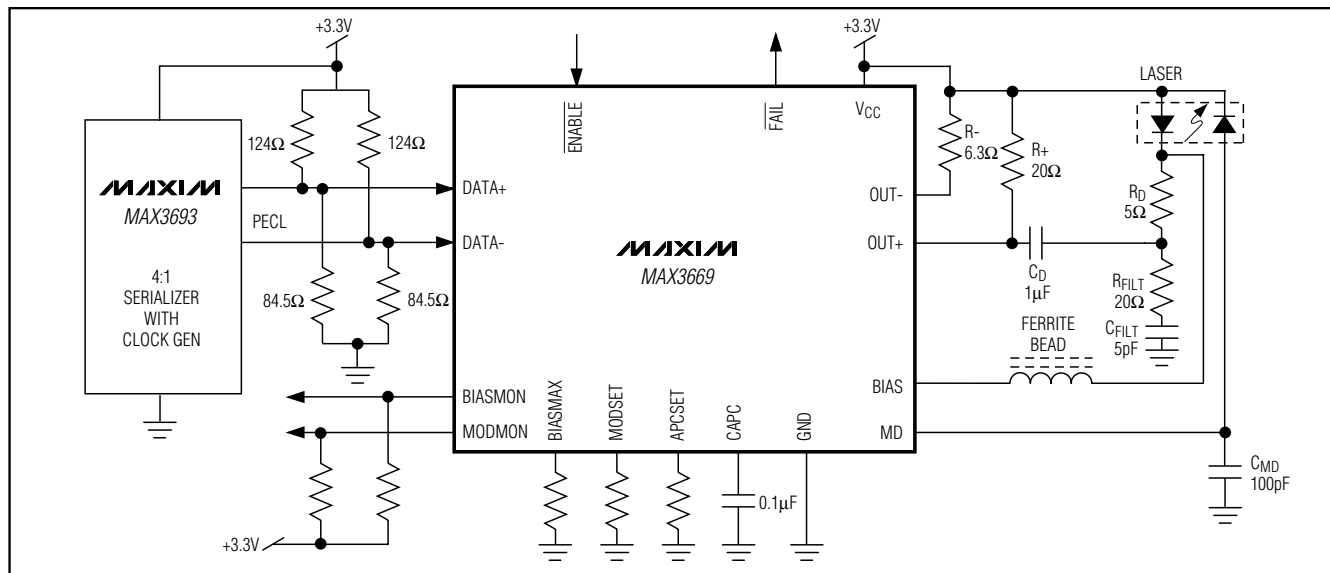 +3.3V
+3.3V
LASER
124Ω
124Ω
ENABLE
FAIL
VCC
R-
6.3Ω
R+
20Ω
MAXIM
MAX3693
PECL
4:1
SERIALIZER
WITH
CLOCK GEN
DATA+
DATA-
84.5Ω
84.5Ω
MAXIM
MAX3669
OUT-
OUT+
RD
5Ω
CD
1µF
RFILT
20Ω
CFILT
5pF
FERRITE
BEAD
BIASMON
MODMON
BIASMAX
MODSET
APCSET
CAPC
GND
BIAS
MD
0.1µF
CMD
100pF
+3.3V